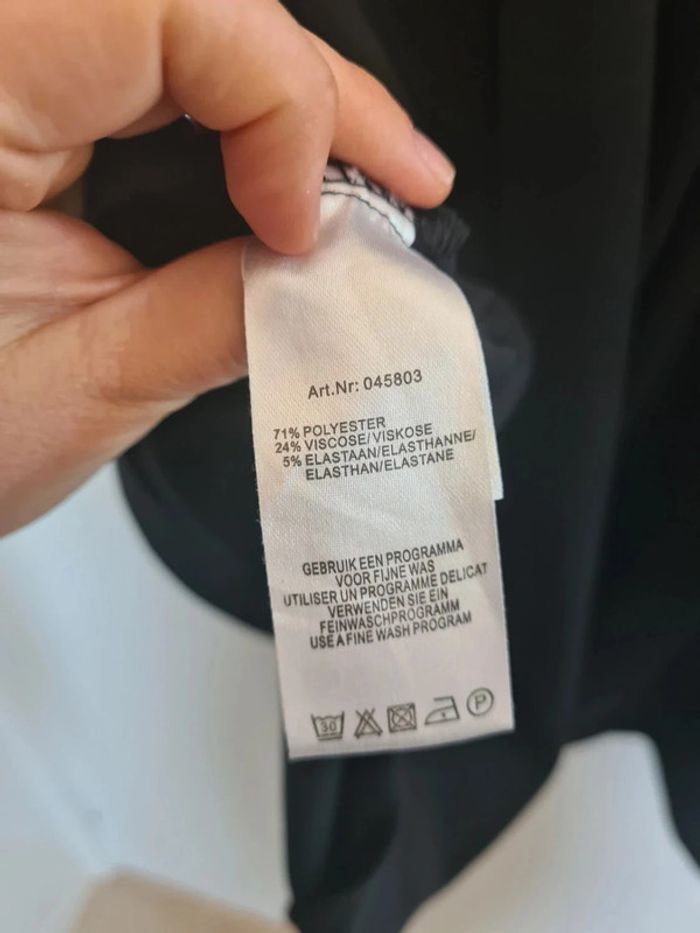 Art.Nr: 045803
71% POLYESTER
24% VISCOSE/VISKOSE
5% ELASTAAN/ELASTHANNE/
ELASTHAN/ELASTANE
GEBRUIK EEN PROGRAMMA
VOOR FIJNE WAS
UTILISER UN PROGRAMME DELICAT
VERWENDEN SIE EIN
FEINWASCHPROGRAMM
USE A FINE WASH PROGRAM
30 P